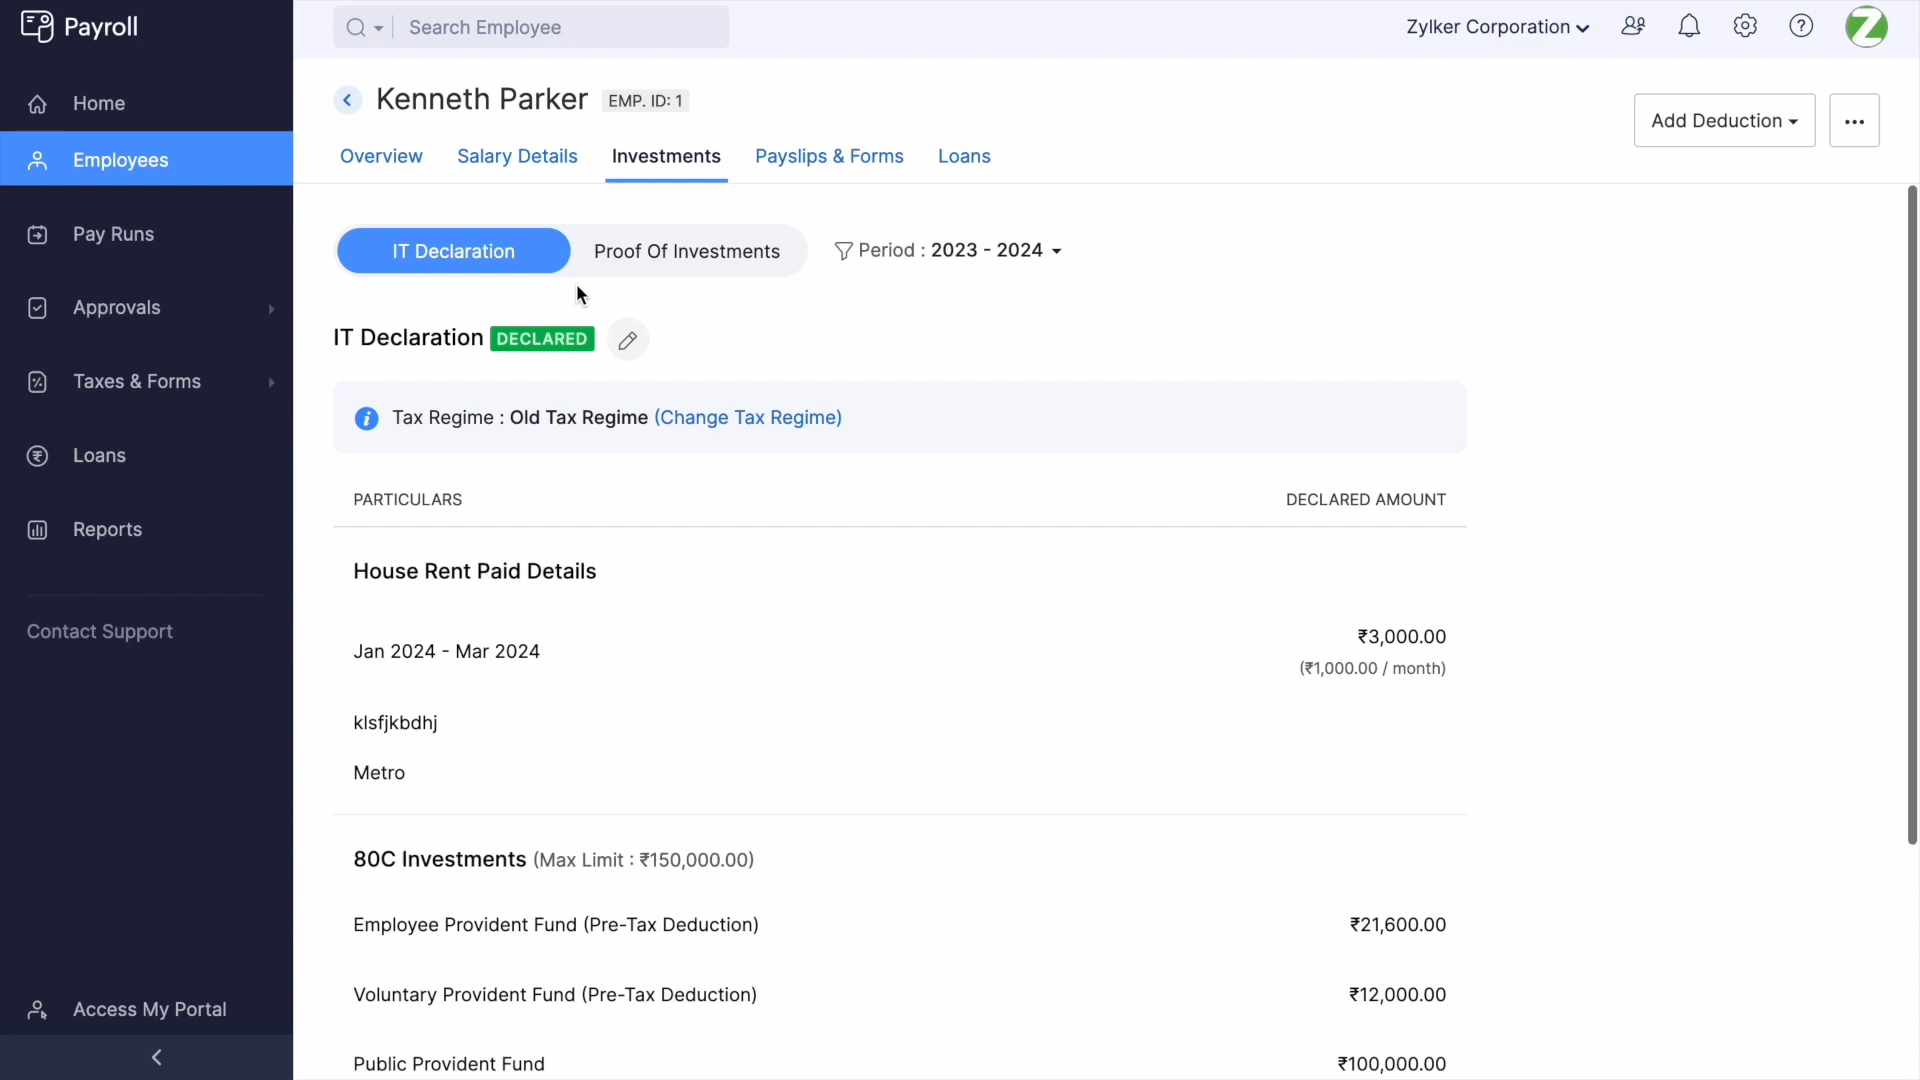 Payroll
Search Employee
Zylker Corporation
Home
Employees
Pay Runs
Approvals
Taxes & Forms
Loans
Reports
Contact Support
Access My Portal
Kenneth Parker EMP. ID: 1
Add Deduction
Overview Salary Details Investments Payslips & Forms Loans
IT Declaration Proof Of Investments Period : 2023 - 2024
IT Declaration DECLARED
Tax Regime : Old Tax Regime (Change Tax Regime)
PARTICULARS DECLARED AMOUNT
House Rent Paid Details
Jan 2024 - Mar 2024 ₹3,000.00
(₹1,000.00 / month)
klsfjkbdhj
Metro
80C Investments (Max Limit : ₹150,000.00)
Employee Provident Fund (Pre-Tax Deduction) ₹21,600.00
Voluntary Provident Fund (Pre-Tax Deduction) ₹12,000.00
Public Provident Fund ₹100,000.00